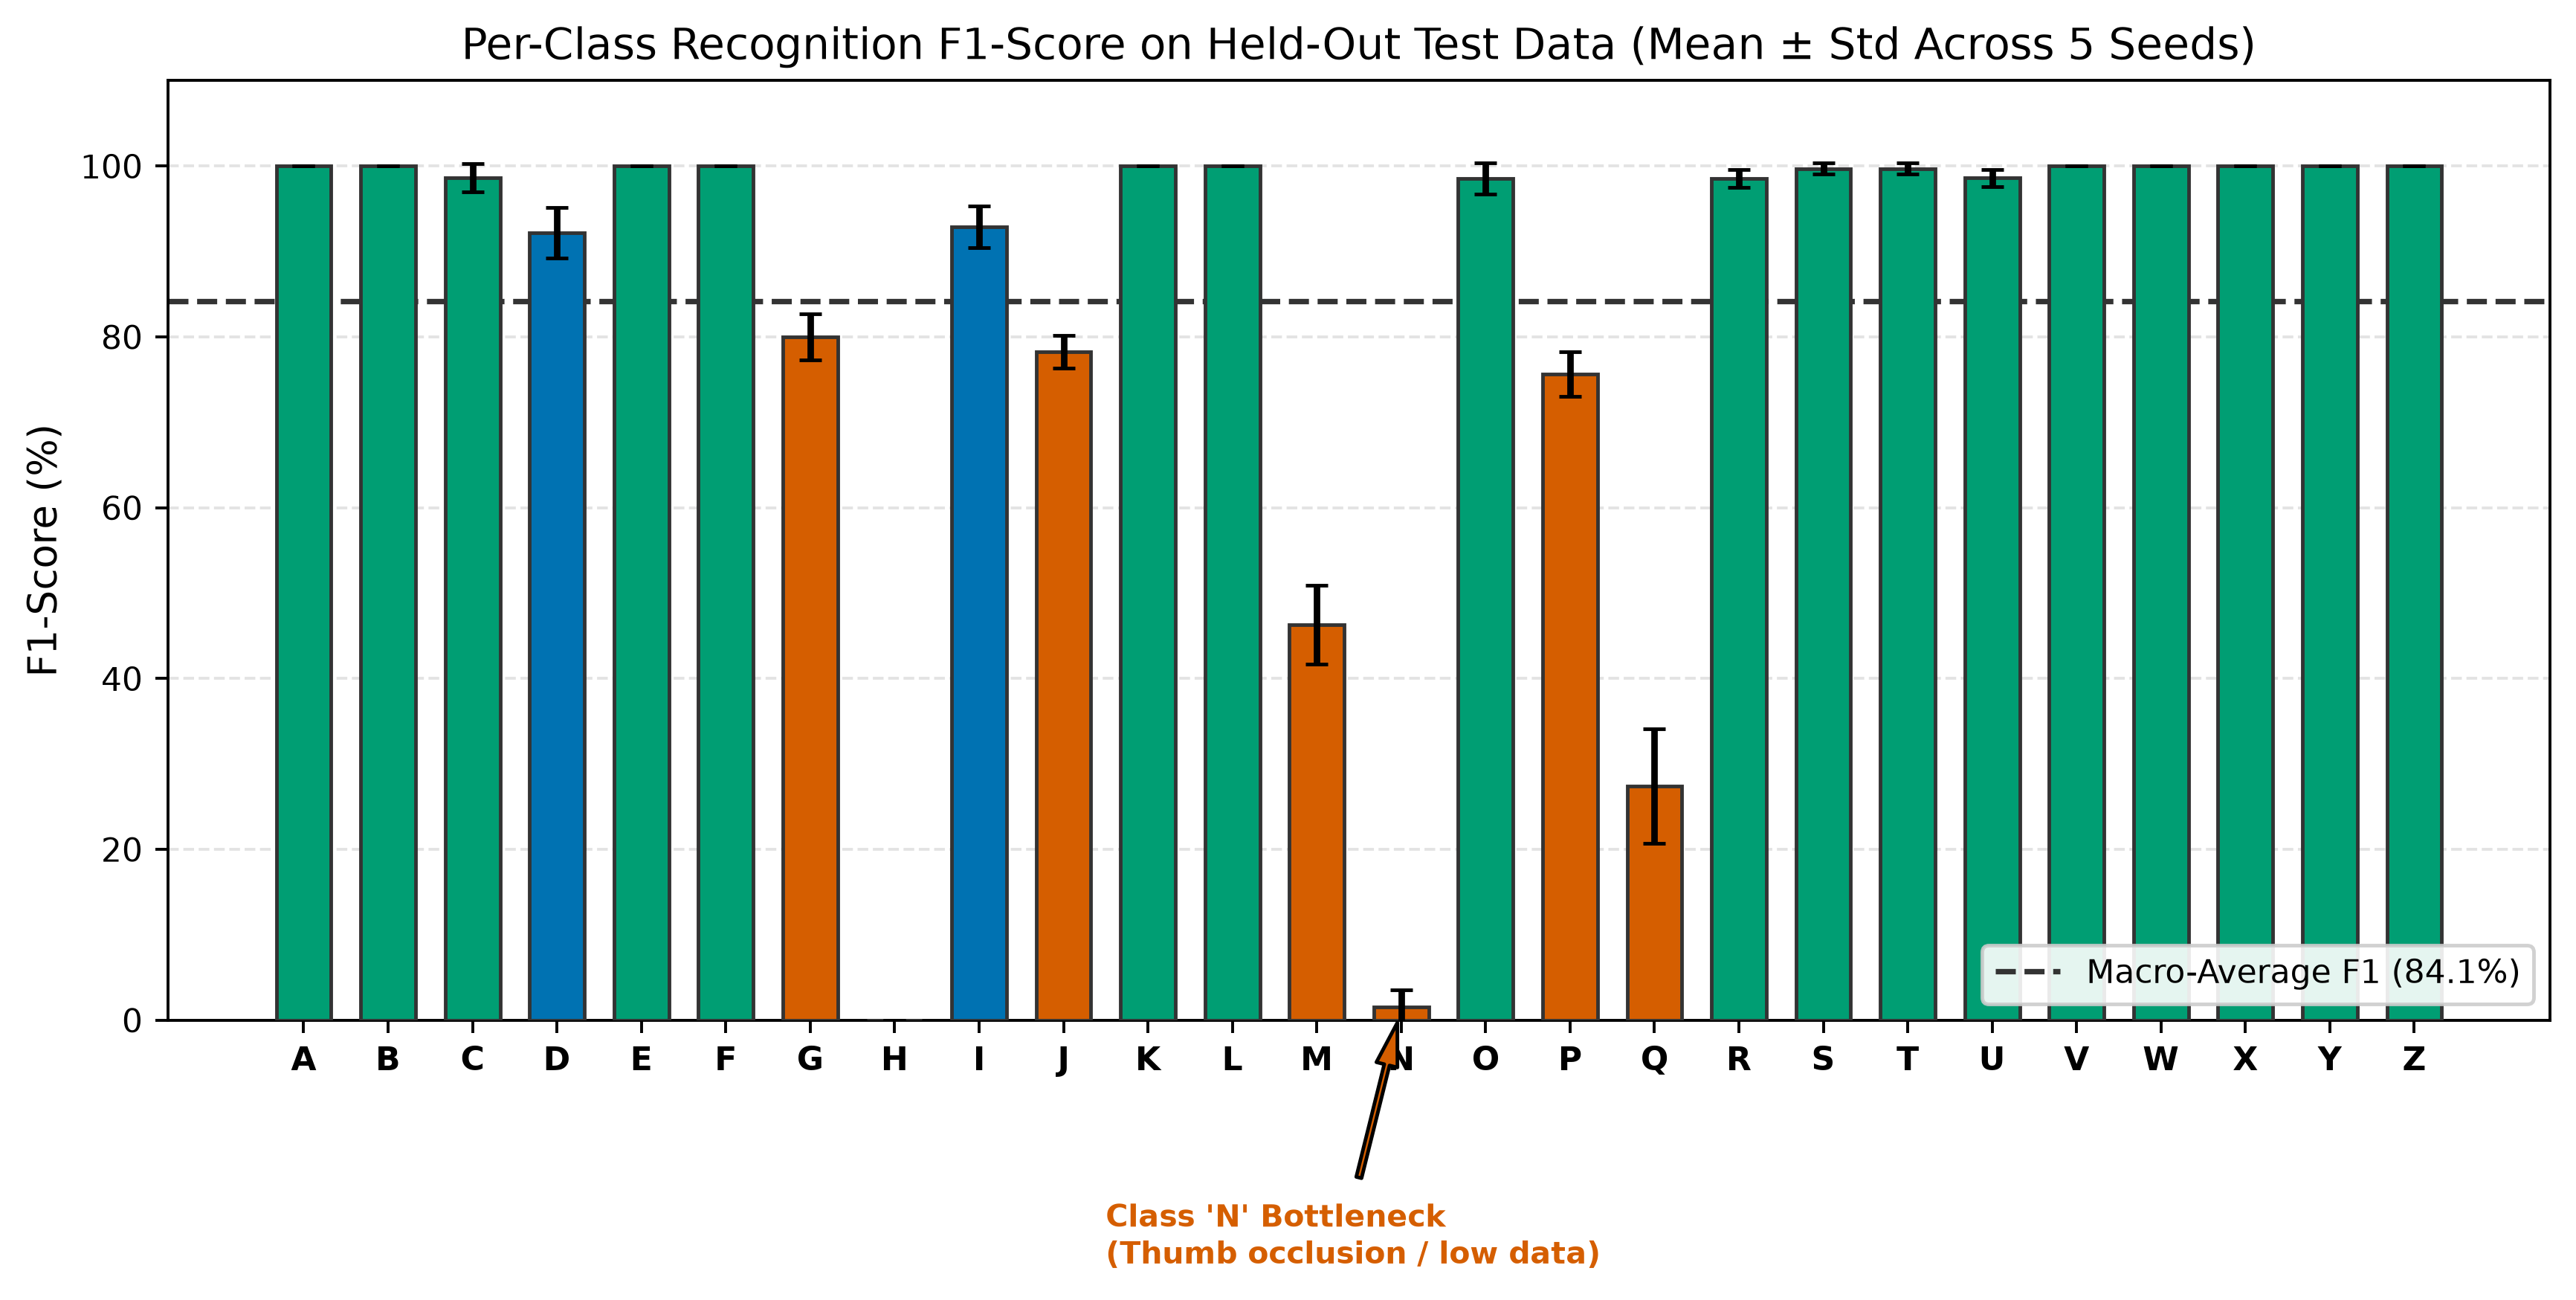 Per-Class Recognition F1-Score on Held-Out Test Data (Mean ± Std Across 5 Seeds)
F1-Score (%)
100
80
60
40
20
0
A B C D E F G H I J K L M N O P Q R S T U V W X Y Z
Macro-Average F1 (84.1%)
Class 'N' Bottleneck
(Thumb occlusion / low data)